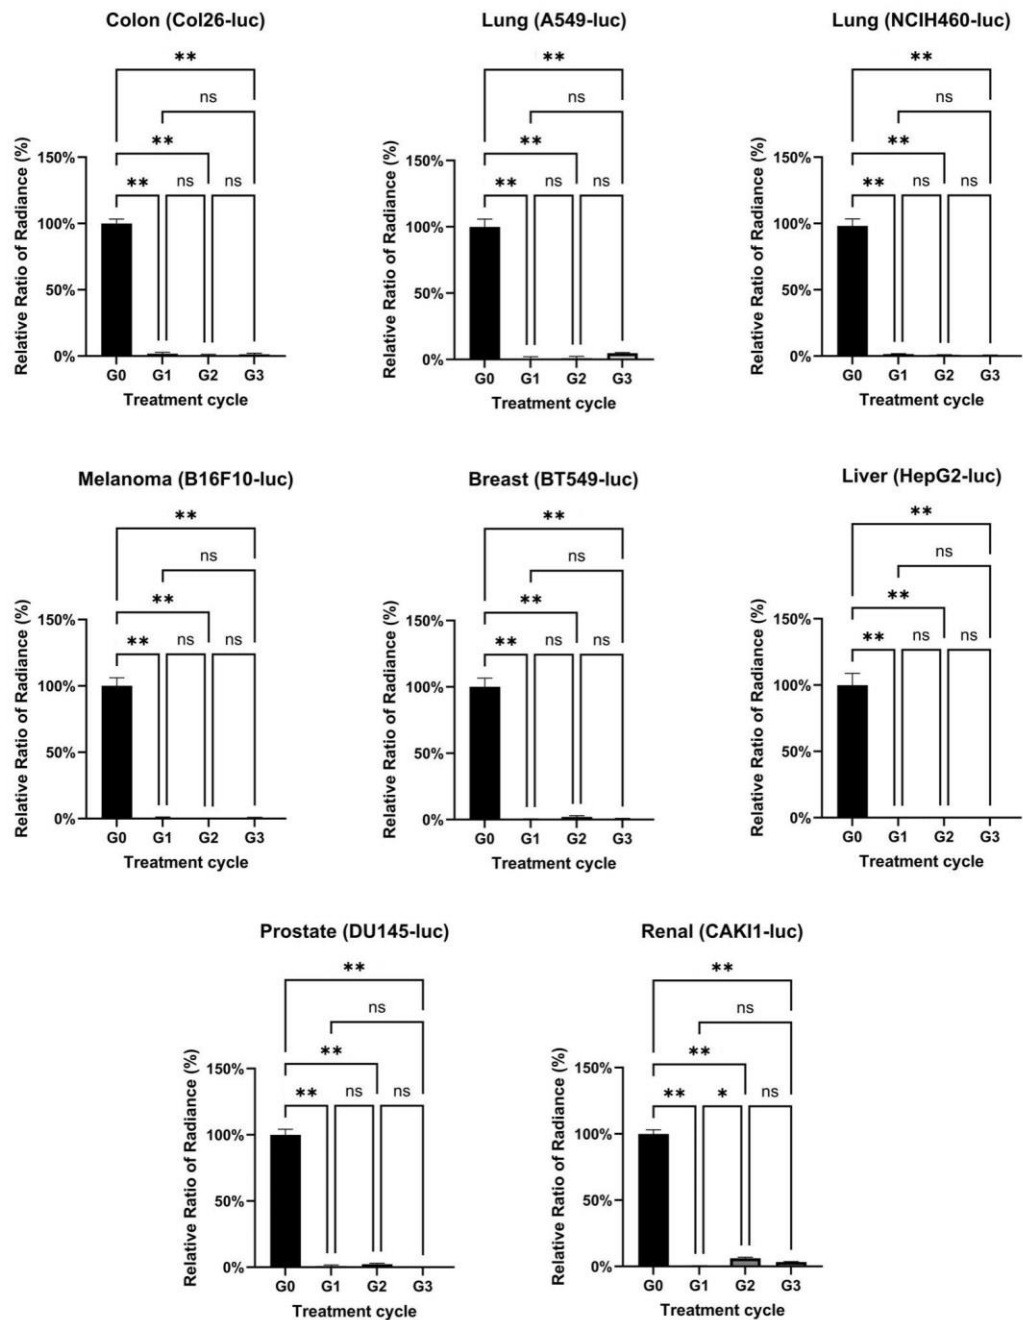 Colon (Col26-luc)
**
ns
**
** ns ns
Relative Ratio of Radiance (%)
150%
100%
50%
0%
G0 G1 G2 G3
Treatment cycle
Lung (A549-luc)
**
ns
**
** ns ns
Relative Ratio of Radiance (%)
150%
100%
50%
0%
G0 G1 G2 G3
Treatment cycle
Lung (NCIH460-luc)
**
ns
**
** ns ns
Relative Ratio of Radiance (%)
150%
100%
50%
0%
G0 G1 G2 G3
Treatment cycle
Melanoma (B16F10-luc)
**
ns
**
** ns ns
Relative Ratio of Radiance (%)
150%
100%
50%
0%
G0 G1 G2 G3
Treatment cycle
Breast (BT549-luc)
**
ns
**
** ns ns
Relative Ratio of Radiance (%)
150%
100%
50%
0%
G0 G1 G2 G3
Treatment cycle
Liver (HepG2-luc)
**
ns
**
** ns ns
Relative Ratio of Radiance (%)
150%
100%
50%
0%
G0 G1 G2 G3
Treatment cycle
Prostate (DU145-luc)
**
ns
**
** ns ns
Relative Ratio of Radiance (%)
150%
100%
50%
0%
G0 G1 G2 G3
Treatment cycle
Renal (CAKI1-luc)
**
ns
**
** * ns
Relative Ratio of Radiance (%)
150%
100%
50%
0%
G0 G1 G2 G3
Treatment cycle